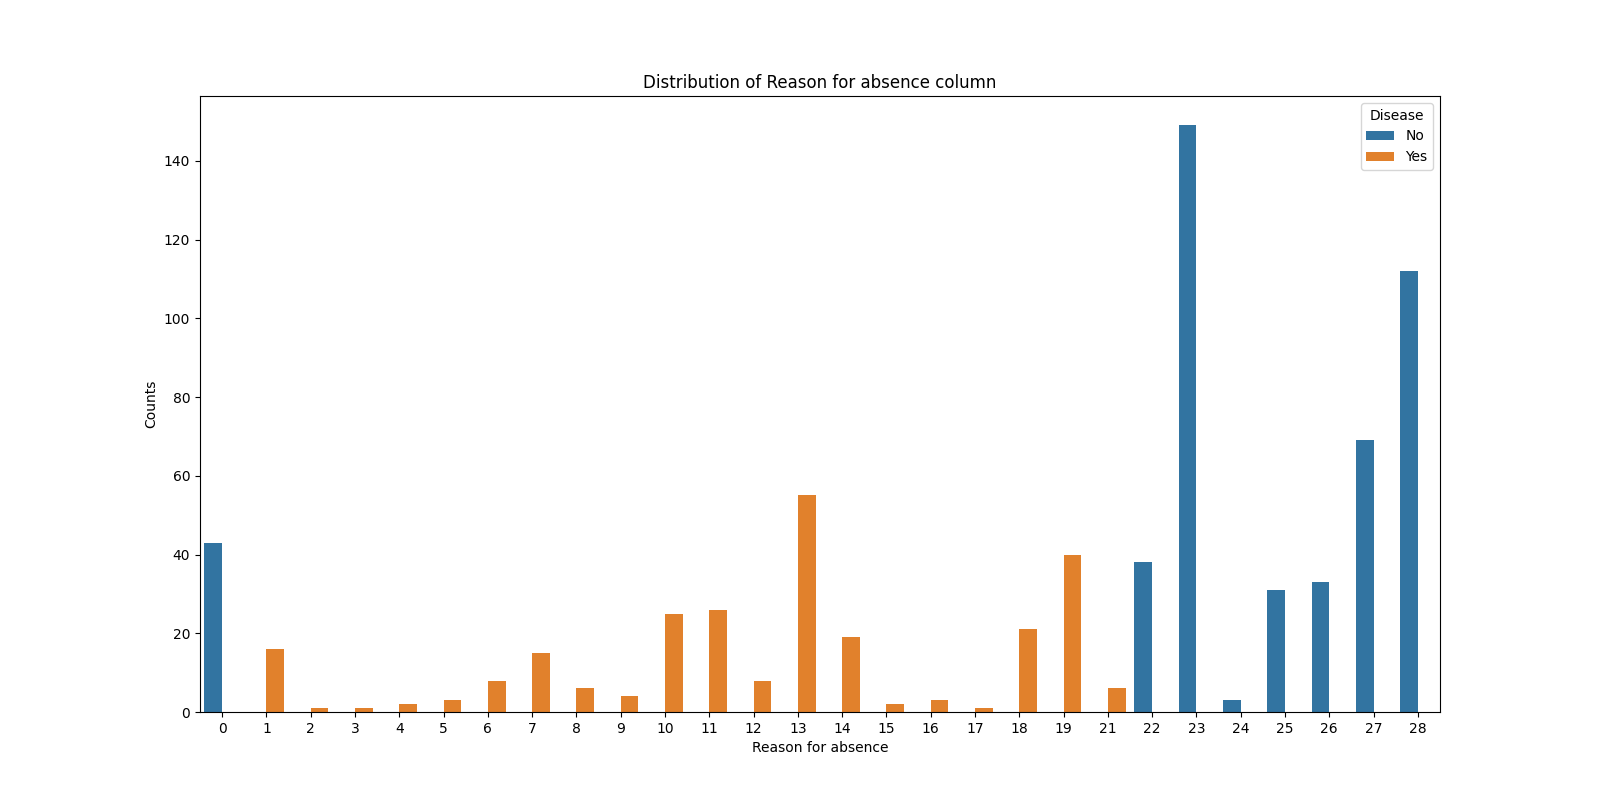 Distribution of Reason for absence column
Disease
No
Yes
140
120
100
80
60
40
20
0
Counts
0 1 2 3 4 5 6 7 8 9 10 11 12 13 14 15 16 17 18 19 21 22 23 24 25 26 27 28
Reason for absence